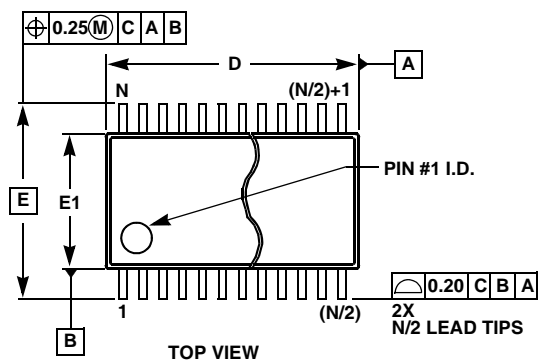 ⌖ 0.25 Ⓜ C A B
D
A
N
(N/2)+1
PIN #1 I.D.
E
E1
1
(N/2)
B
⌓ 0.20 C B A
2X
N/2 LEAD TIPS
TOP VIEW